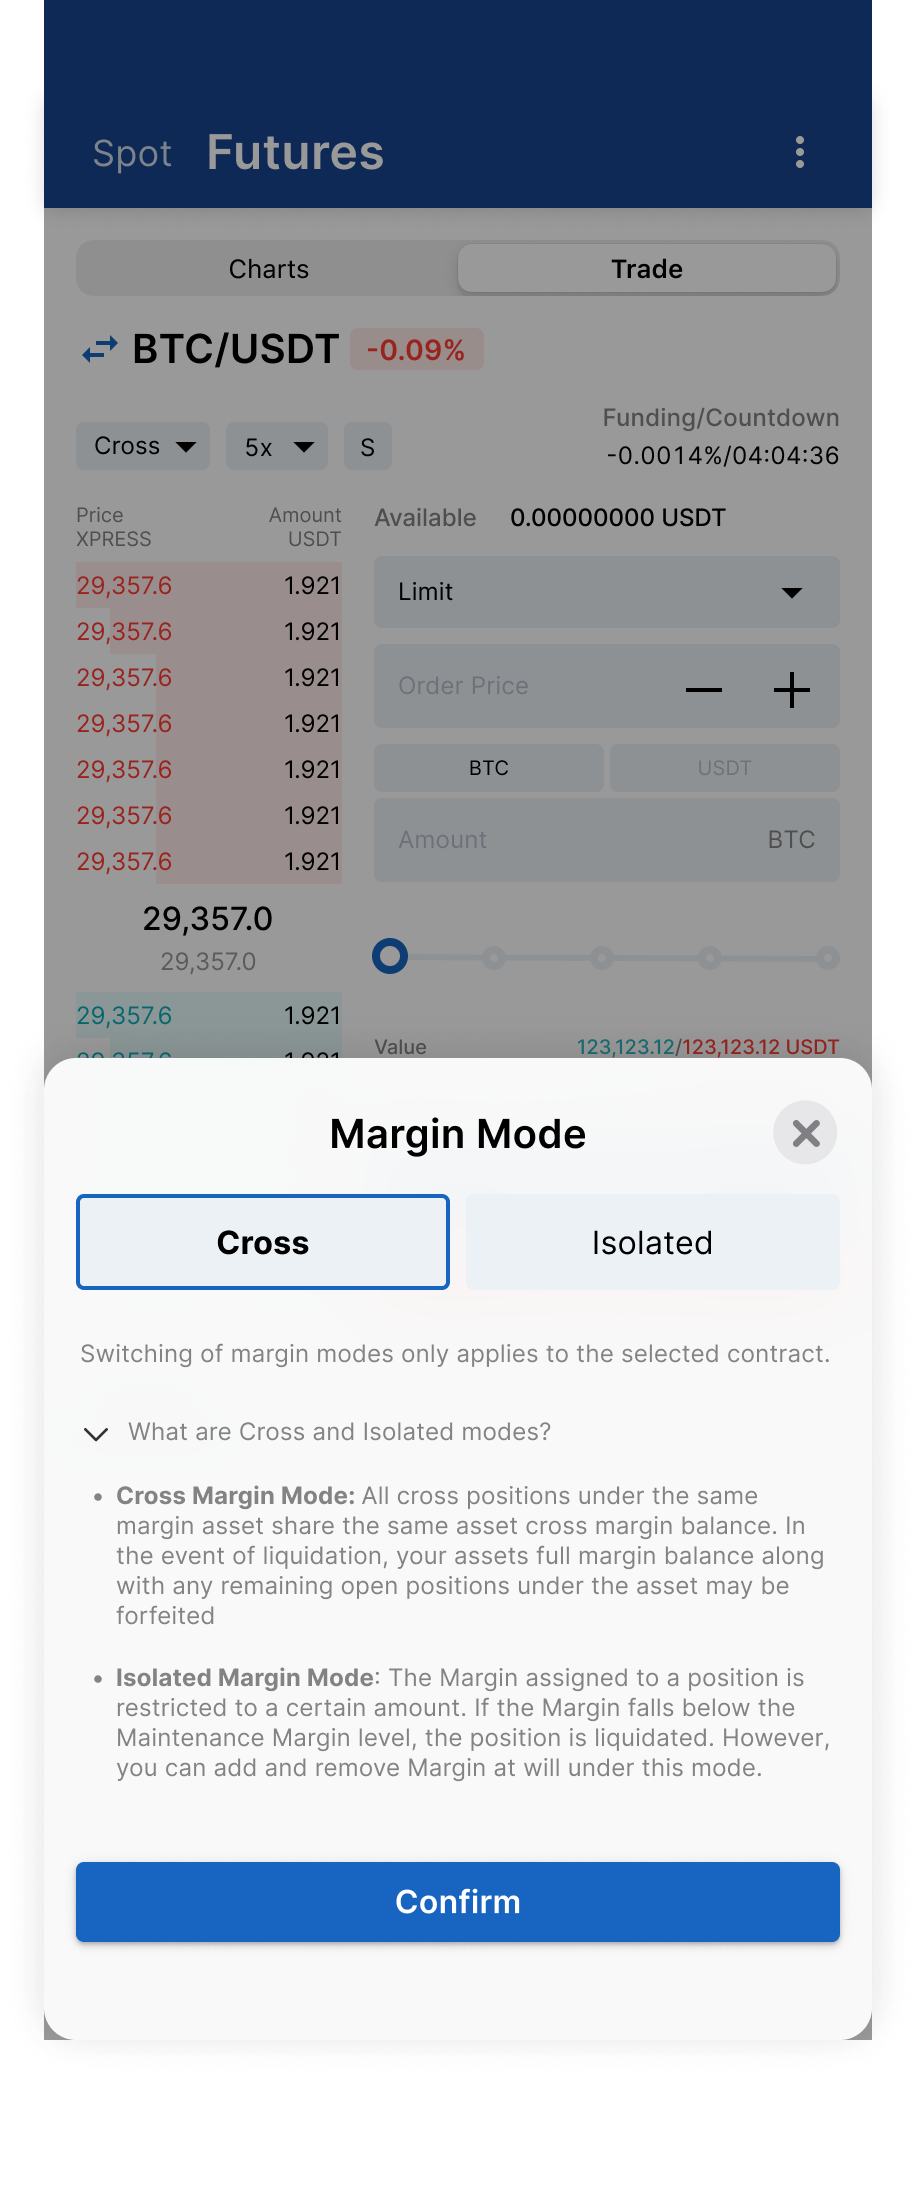 Spot Futures
Charts Trade
BTC/USDT -0.09%
Funding/Countdown
Cross 5x S
-0.0014%/04:04:36
Price Amount
XPRESS USDT
Available 0.00000000 USDT
29,357.6 1.921
Limit
29,357.6 1.921
29,357.6 1.921
Order Price
29,357.6 1.921
29,357.6 1.921
BTC USDT
29,357.6 1.921
Amount BTC
29,357.6 1.921
29,357.0
29,357.0
29,357.6 1.921
Value 123,123.12/123,123.12 USDT
29,357.6 1.921
Margin Mode
Cross Isolated
Switching of margin modes only applies to the selected contract.
What are Cross and Isolated modes?
• Cross Margin Mode: All cross positions under the same
margin asset share the same asset cross margin balance. In
the event of liquidation, your assets full margin balance along
with any remaining open positions under the asset may be
forfeited
• Isolated Margin Mode: The Margin assigned to a position is
restricted to a certain amount. If the Margin falls below the
Maintenance Margin level, the position is liquidated. However,
you can add and remove Margin at will under this mode.
Confirm